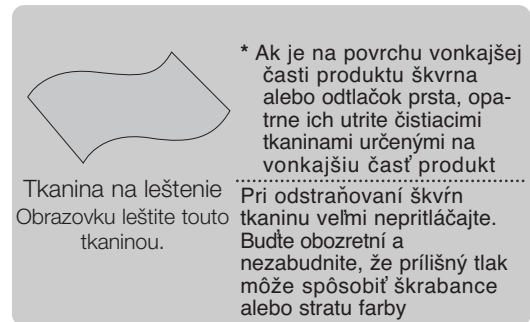 Tkanina na leštenie
Obrazovku leštite touto
tkaninou.
* Ak je na povrchu vonkajšej
časti produktu škvrna
alebo odtlačok prsta, opa-
trne ich utrite čistiacimi
tkaninami určenými na
vonkajšiu časť produkt
Pri odstraňovaní škvŕn
tkaninu veľmi nepritláčajte.
Buďte obozretní a
nezabudnite, že prílišný tlak
môže spôsobiť škrabance
alebo stratu farby